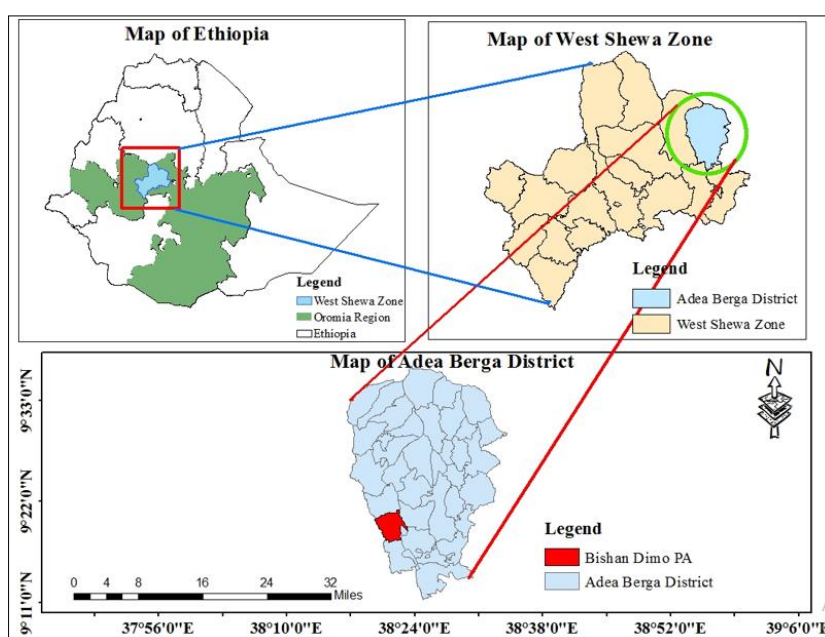 Map of Ethiopia
Legend
West Shewa Zone
Oromia Region
Ethiopia
Map of West Shewa Zone
Legend
Adea Berga District
West Shewa Zone
Map of Adea Berga District
N
9°33'0"N
9°22'0"N
9°11'0"N
Legend
Bishan Dimo PA
Adea Berga District
0 4 8 16 24 32
Miles
37°56'0"E 38°10'0"E 38°24'0"E 38°38'0"E 38°52'0"E 39°6'0"E